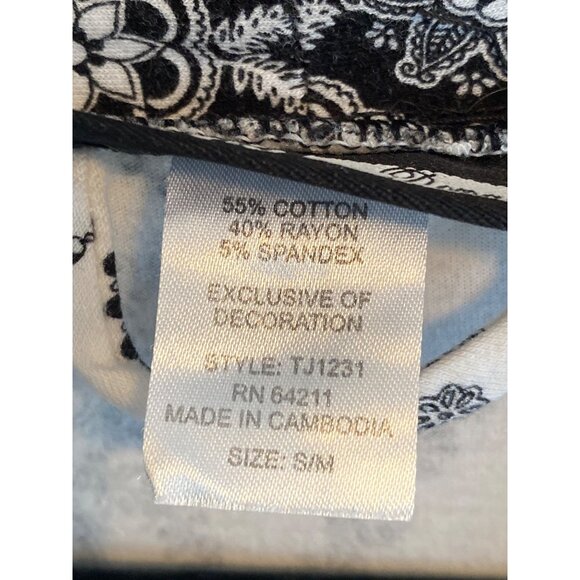 55% COTTON
40% RAYON
5% SPANDEX
EXCLUSIVE OF
DECORATION
STYLE: TJ1231
RN 64211
MADE IN CAMBODIA
SIZE: S/M